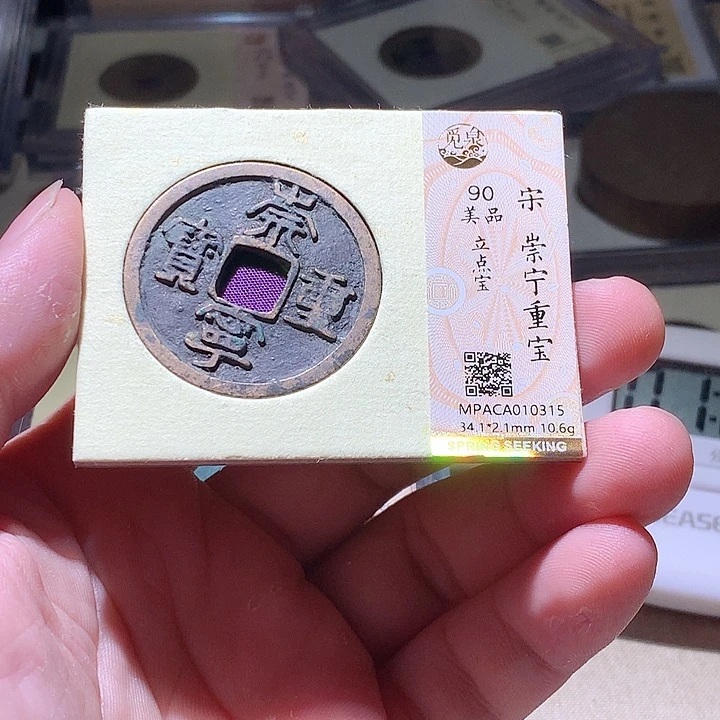 崇寧重寳
觅泉
90
美品
立点宝
宋 崇宁重宝
MPACA010315
34.1*2.1mm 10.6g
SPRING SEEKING